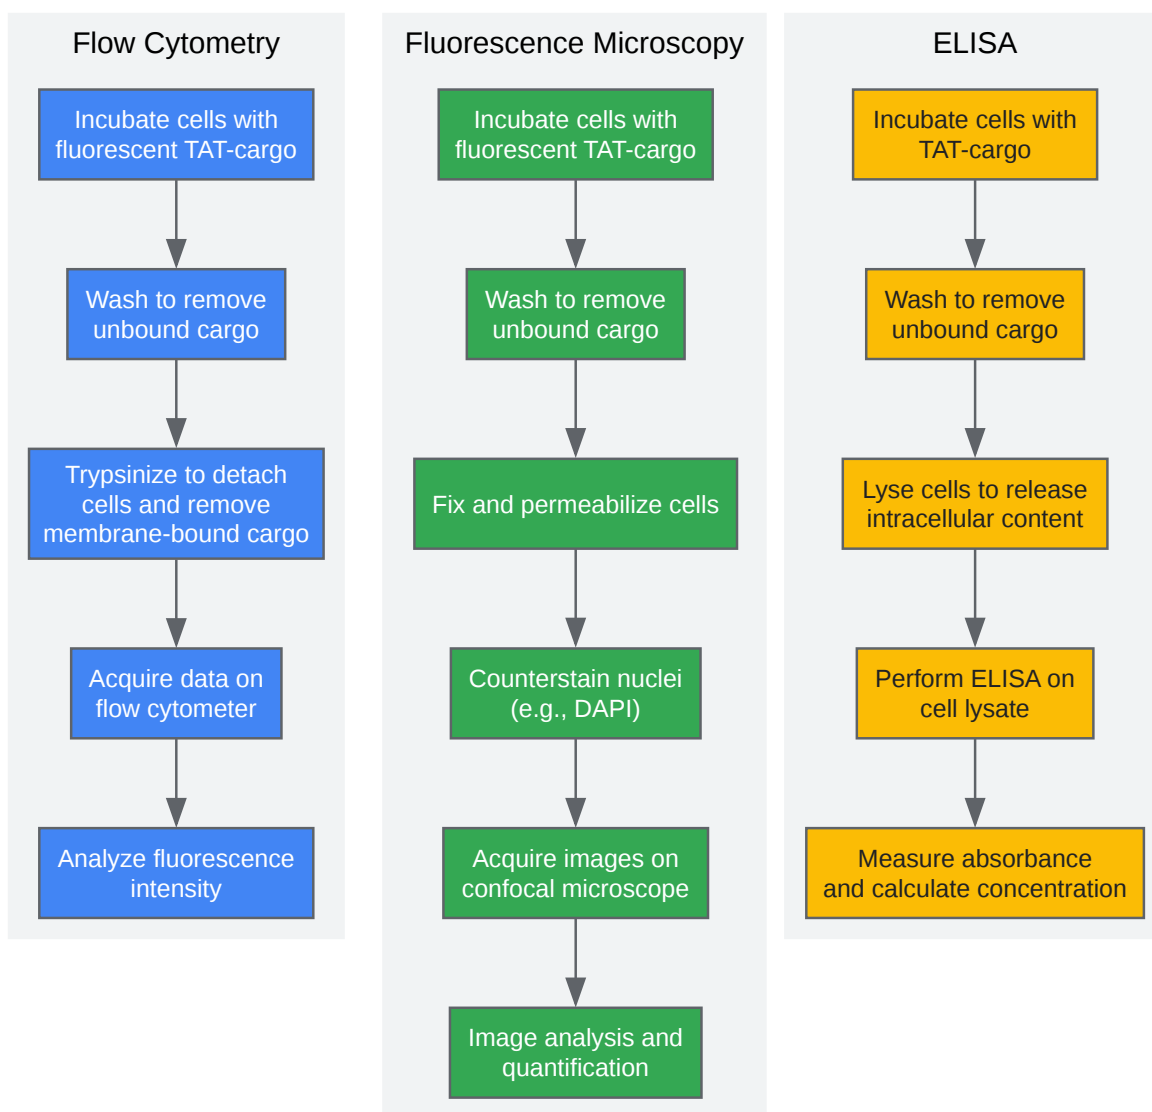 Flow Cytometry
Incubate cells with
fluorescent TAT-cargo
Wash to remove
unbound cargo
Trypsinize to detach
cells and remove
membrane-bound cargo
Acquire data on
flow cytometer
Analyze fluorescence
intensity
Fluorescence Microscopy
Incubate cells with
fluorescent TAT-cargo
Wash to remove
unbound cargo
Fix and permeabilize cells
Counterstain nuclei
(e.g., DAPI)
Acquire images on
confocal microscope
Image analysis and
quantification
ELISA
Incubate cells with
TAT-cargo
Wash to remove
unbound cargo
Lyse cells to release
intracellular content
Perform ELISA on
cell lysate
Measure absorbance
and calculate concentration